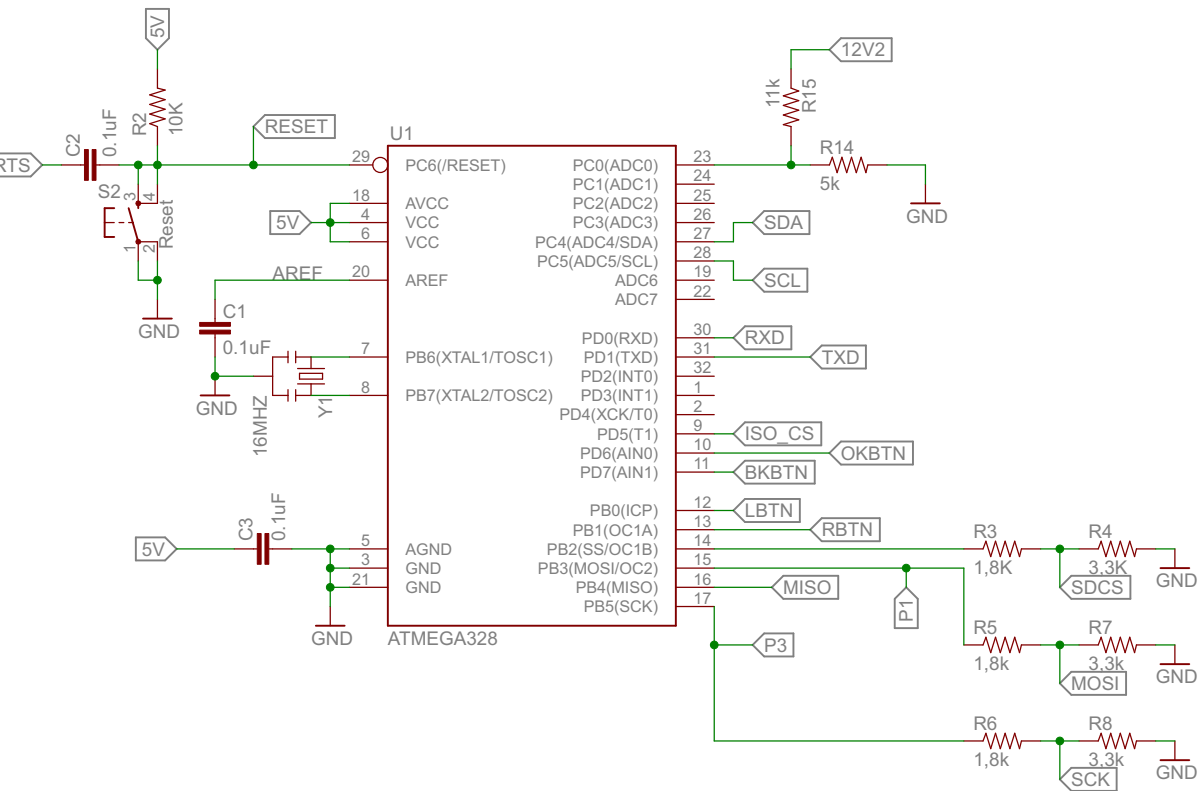 5V
12V2
C2
0.1uF
R2
10K
11k
R15
RESET
U1
RTS
S2
3
4
Reset
1
2
GND
29
PC6(/RESET)
18
AVCC
5V
4
VCC
6
VCC
AREF
20
AREF
C1
0.1uF
GND
7
PB6(XTAL1/TOSC1)
8
PB7(XTAL2/TOSC2)
16MHZ
Y1
5V
C3
0.1uF
5
AGND
3
GND
21
GND
GND
ATMEGA328
PC0(ADC0)
23
R14
5k
GND
PC1(ADC1)
24
PC2(ADC2)
25
PC3(ADC3)
26
PC4(ADC4/SDA)
27
SDA
PC5(ADC5/SCL)
28
SCL
ADC6
19
ADC7
22
PD0(RXD)
30
RXD
PD1(TXD)
31
TXD
PD2(INT0)
32
PD3(INT1)
1
PD4(XCK/T0)
2
PD5(T1)
9
ISO_CS
PD6(AIN0)
10
OKBTN
PD7(AIN1)
11
BKBTN
PB0(ICP)
12
LBTN
PB1(OC1A)
13
RBTN
PB2(SS/OC1B)
14
PB3(MOSI/OC2)
15
PB4(MISO)
16
MISO
PB5(SCK)
17
P1
P3
R3
1,8K
R4
3.3K
SDCS
GND
R5
1,8k
R7
3.3k
MOSI
GND
R6
1,8k
R8
3.3k
SCK
GND